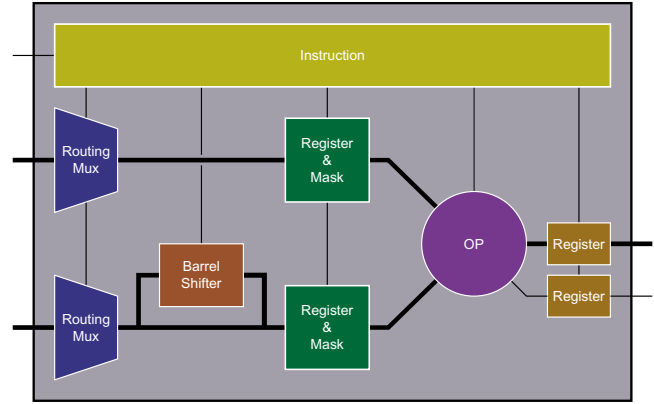 Instruction
Routing
Mux
Register
&
Mask
OP
Register
Barrel
Shifter
Register
Routing
Mux
Register
&
Mask